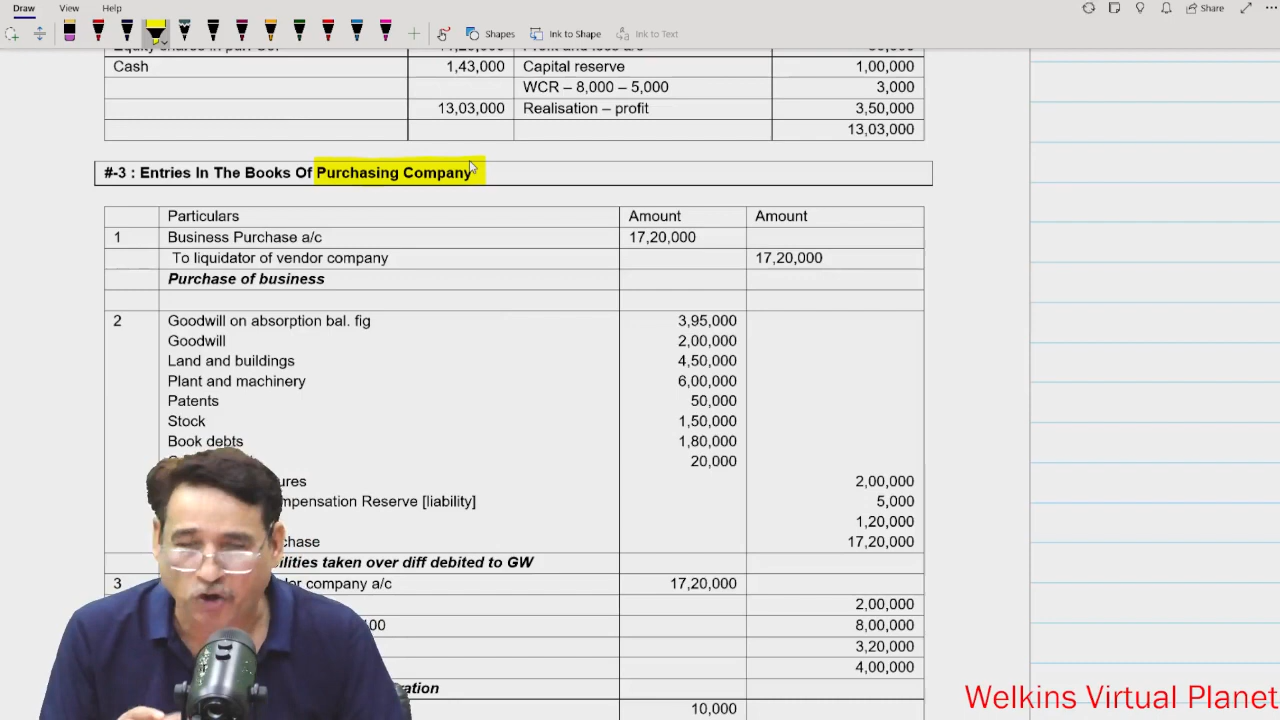 Draw View Help Share
Shapes Ink to Shape Ink to Text
Cash 1,43,000 Capital reserve 1,00,000
WCR – 8,000 – 5,000 3,000
13,03,000 Realisation – profit 3,50,000
13,03,000
#-3 : Entries In The Books Of Purchasing Company
Particulars Amount Amount
1 Business Purchase a/c 17,20,000
To liquidator of vendor company 17,20,000
Purchase of business
2 Goodwill on absorption bal. fig 3,95,000
Goodwill 2,00,000
Land and buildings 4,50,000
Plant and machinery 6,00,000
Patents 50,000
Stock 1,50,000
Book debts 1,80,000
20,000
ures 2,00,000
mpensation Reserve [liability] 5,000
1,20,000
chase 17,20,000
ilities taken over diff debited to GW
3 dor company a/c 17,20,000
2,00,000
100 8,00,000
3,20,000
4,00,000
ration
10,000
Welkins Virtual Planet